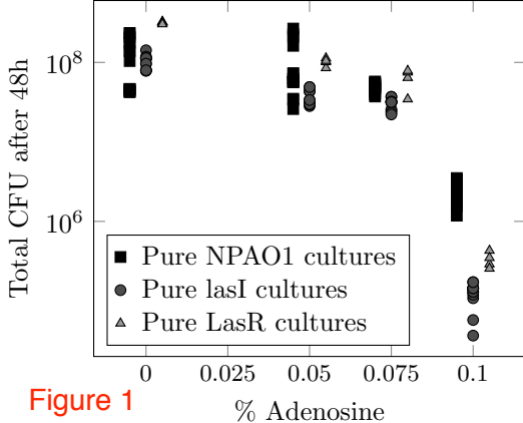 Total CFU after 48h
10^8
10^6
Pure NPAO1 cultures
Pure lasI cultures
Pure LasR cultures
0 0.025 0.05 0.075 0.1
% Adenosine
Figure 1